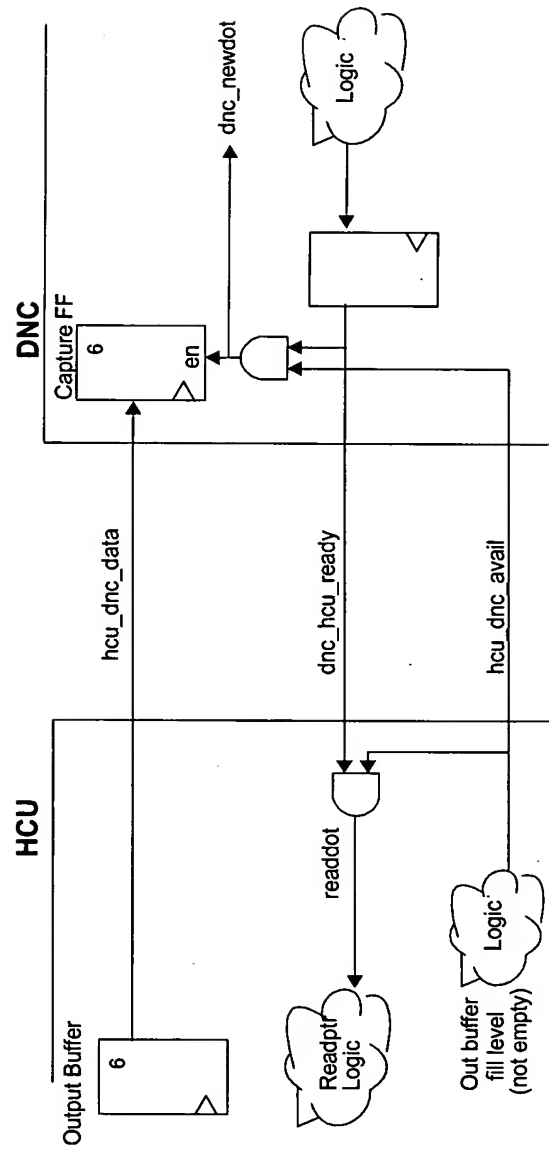 HCU
DNC
Output Buffer
6
hcu_dnc_data
Capture FF
6
en
dnc_newdot
Readptr
Logic
readdot
dnc_hcu_ready
Logic
Out buffer
fill level
(not empty)
Logic
hcu_dnc_avail